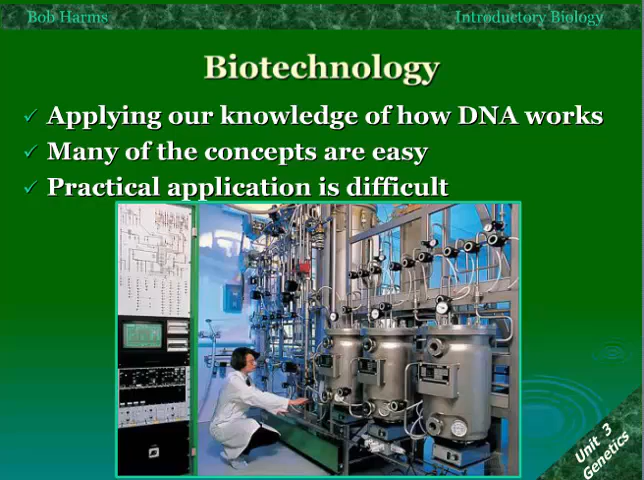 Bob Harms
Introductory Biology
Biotechnology
Applying our knowledge of how DNA works
Many of the concepts are easy
Practical application is difficult
Unit 3
Genetics